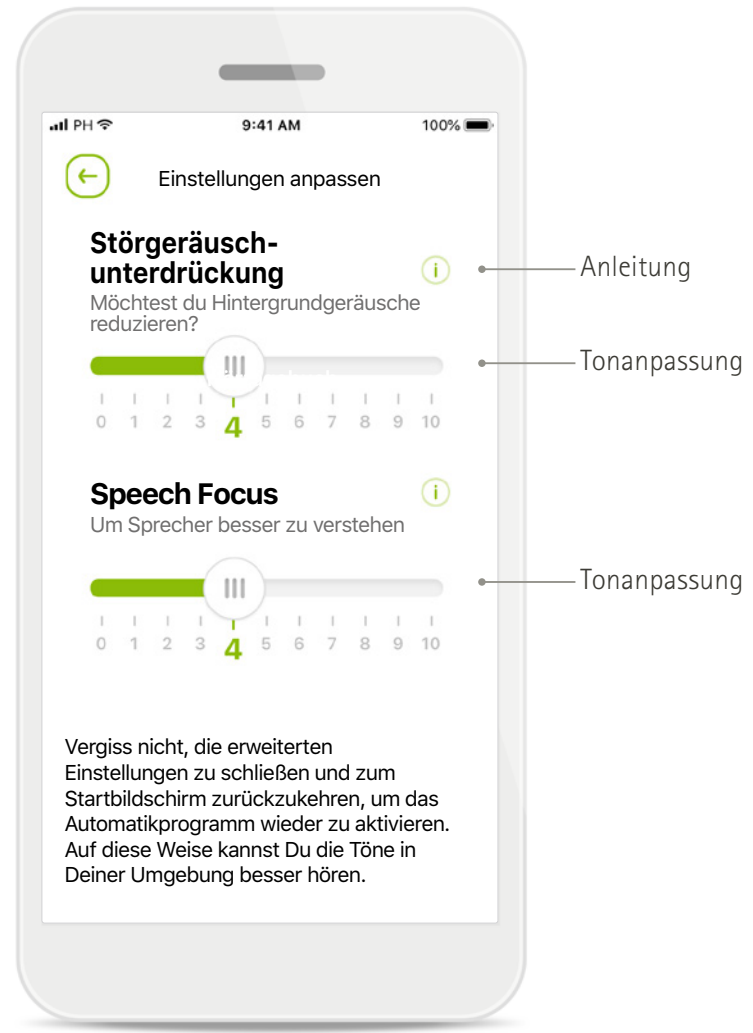 PH 9:41 AM 100%
Einstellungen anpassen
Störgeräusch-
unterdrückung
Anleitung
Möchtest du Hintergrundgeräusche
reduzieren?
Tonanpassung
0 1 2 3 4 5 6 7 8 9 10
Speech Focus
Um Sprecher besser zu verstehen
Tonanpassung
0 1 2 3 4 5 6 7 8 9 10
Vergiss nicht, die erweiterten
Einstellungen zu schließen und zum
Startbildschirm zurückzukehren, um das
Automatikprogramm wieder zu aktivieren.
Auf diese Weise kannst Du die Töne in
Deiner Umgebung besser hören.